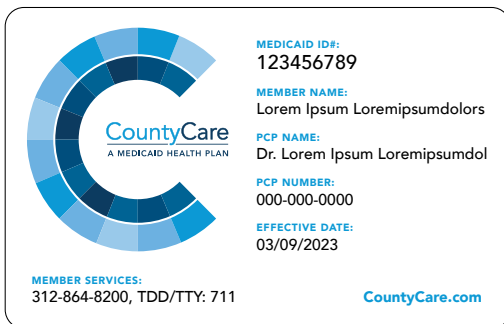 MEDICAID ID#:
123456789
MEMBER NAME:
Lorem Ipsum Loremipsumdolors
PCP NAME:
Dr. Lorem Ipsum Loremipsumdol
PCP NUMBER:
000-000-0000
EFFECTIVE DATE:
03/09/2023
CountyCare
A MEDICAID HEALTH PLAN
MEMBER SERVICES:
312-864-8200, TDD/TTY: 711
CountyCare.com